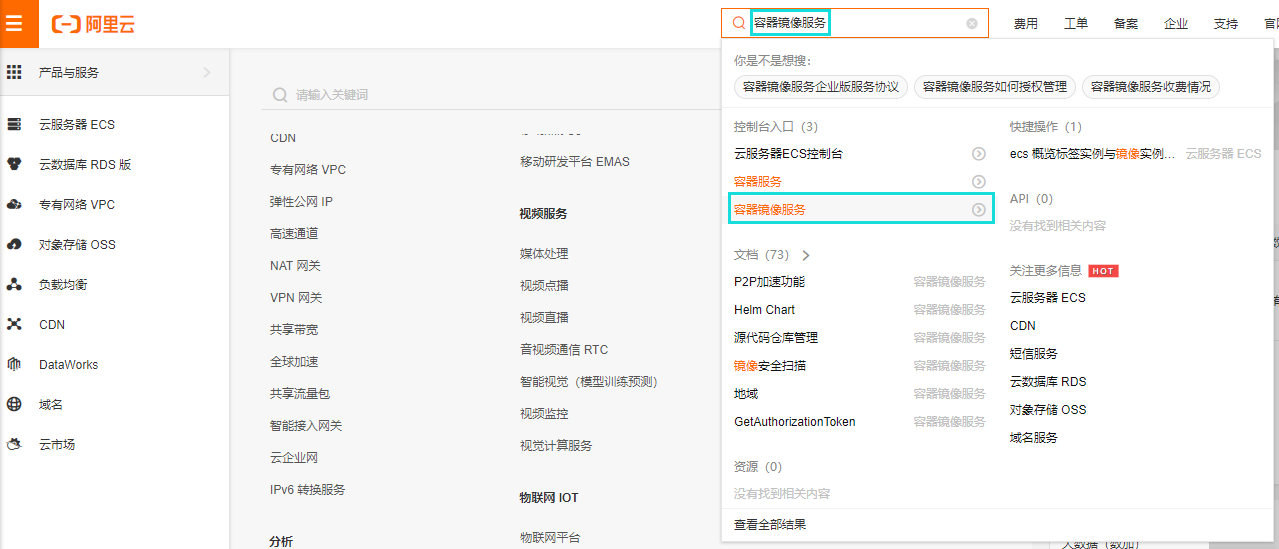 阿里云
容器镜像服务
费用 工单 备案 企业 支持
产品与服务
云服务器 ECS
云数据库 RDS 版
专有网络 VPC
对象存储 OSS
负载均衡
CDN
DataWorks
域名
云市场
请输入关键词
CDN
专有网络 VPC
弹性公网 IP
高速通道
NAT 网关
VPN 网关
共享带宽
全球加速
共享流量包
智能接入网关
云企业网
IPv6 转换服务
分析
移动研发平台 EMAS
视频服务
媒体处理
视频点播
视频直播
音视频通信 RTC
智能视觉（模型训练预测）
视频监控
视觉计算服务
物联网 IOT
物联网平台
你是不是想搜：
容器镜像服务企业版服务协议 容器镜像服务如何授权管理 容器镜像服务收费情况
控制台入口（3）
云服务器ECS控制台
容器服务
容器镜像服务
文档（73）
P2P加速功能 容器镜像服务
Helm Chart 容器镜像服务
源代码仓库管理 容器镜像服务
镜像安全扫描 容器镜像服务
地域 容器镜像服务
GetAuthorizationToken 容器镜像服务
资源（0）
没有找到相关内容
查看全部结果
快捷操作（1）
ecs 概览标签实例与镜像实例... 云服务器 ECS
API（0）
没有找到相关内容
关注更多信息 HOT
云服务器 ECS
CDN
短信服务
云数据库 RDS
对象存储 OSS
域名服务
大数据（数加）